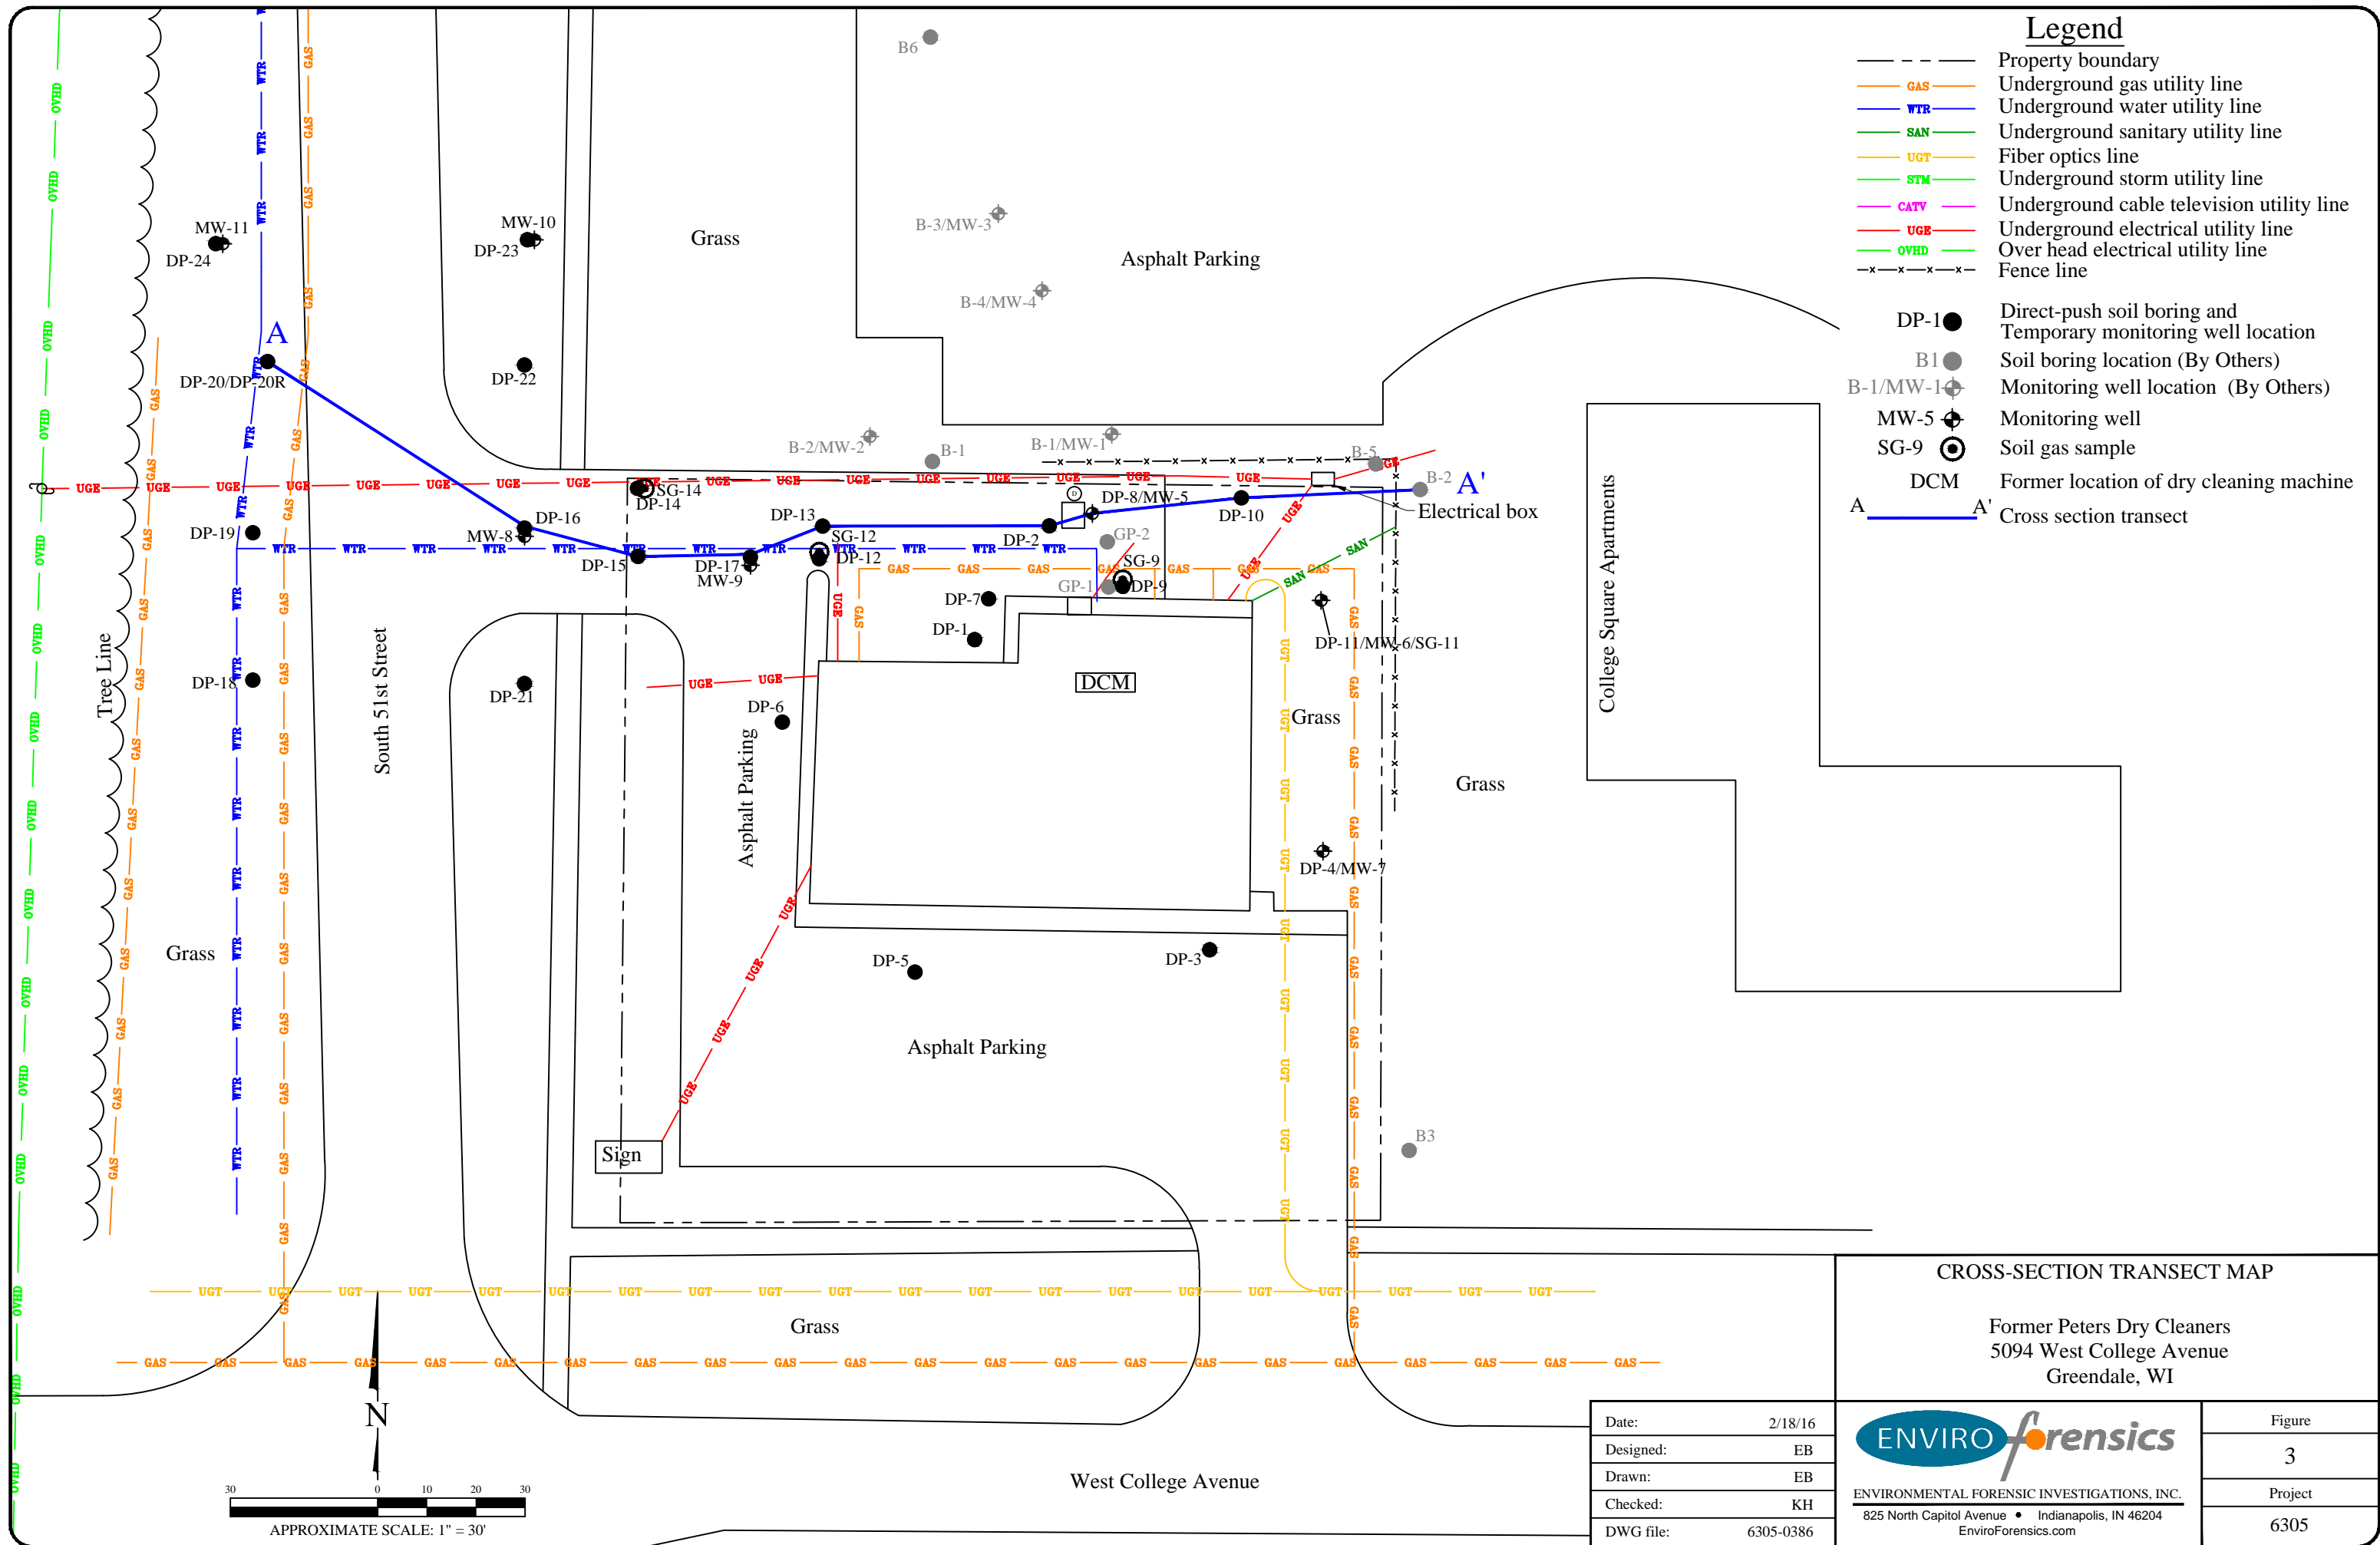 Legend
Property boundary
GAS Underground gas utility line
WTR Underground water utility line
SAN Underground sanitary utility line
UGT Fiber optics line
STM Underground storm utility line
CATV Underground cable television utility line
UGE Underground electrical utility line
OVHD Over head electrical utility line
x x x x Fence line
DP-1 Direct-push soil boring and
Temporary monitoring well location
B1 Soil boring location (By Others)
B-1/MW-1 Monitoring well location (By Others)
MW-5 Monitoring well
SG-9 Soil gas sample
DCM Former location of dry cleaning machine
A A' Cross section transect
B6
MW-11
DP-24
MW-10
DP-23
Grass
B-3/MW-3
Asphalt Parking
B-4/MW-4
A
DP-20/DP-20R
DP-22
B-2/MW-2
B-1
B-1/MW-1
B-5
B-2
A'
SG-14
DP-14
D
DP-8/MW-5
DP-10
Electrical box
DP-19
DP-16
MW-8
DP-13
SG-12
DP-12
DP-2
GP-2
DP-15
DP-17
MW-9
SG-9
GP-1
DP-9
DP-7
DP-1
DP-11/MW-6/SG-11
DP-18
DP-21
DP-6
DCM
Grass
Tree Line
South 51st Street
Asphalt Parking
College Square Apartments
Grass
DP-4/MW-7
Grass
DP-5
DP-3
Asphalt Parking
B3
Sign
Grass
N
30 0 10 20 30
APPROXIMATE SCALE: 1" = 30'
West College Avenue
CROSS-SECTION TRANSECT MAP
Former Peters Dry Cleaners
5094 West College Avenue
Greendale, WI
Date: 2/18/16
Designed: EB
Drawn: EB
Checked: KH
DWG file: 6305-0386
ENVIRO forensics
ENVIRONMENTAL FORENSIC INVESTIGATIONS, INC.
825 North Capitol Avenue • Indianapolis, IN 46204
EnviroForensics.com
Figure
3
Project
6305